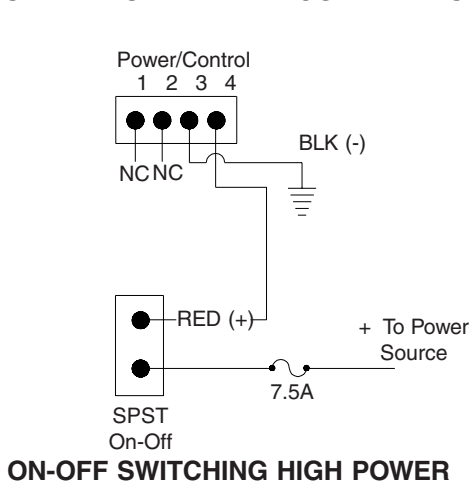 Power/Control
1 2 3 4
BLK (-)
NC NC
RED (+)
+ To Power
Source
7.5A
SPST
On-Off
ON-OFF SWITCHING HIGH POWER